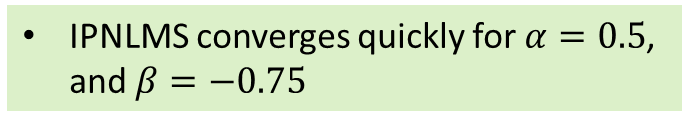 • IPNLMS converges quickly for 𝛼 = 0.5,
and 𝛽 = −0.75